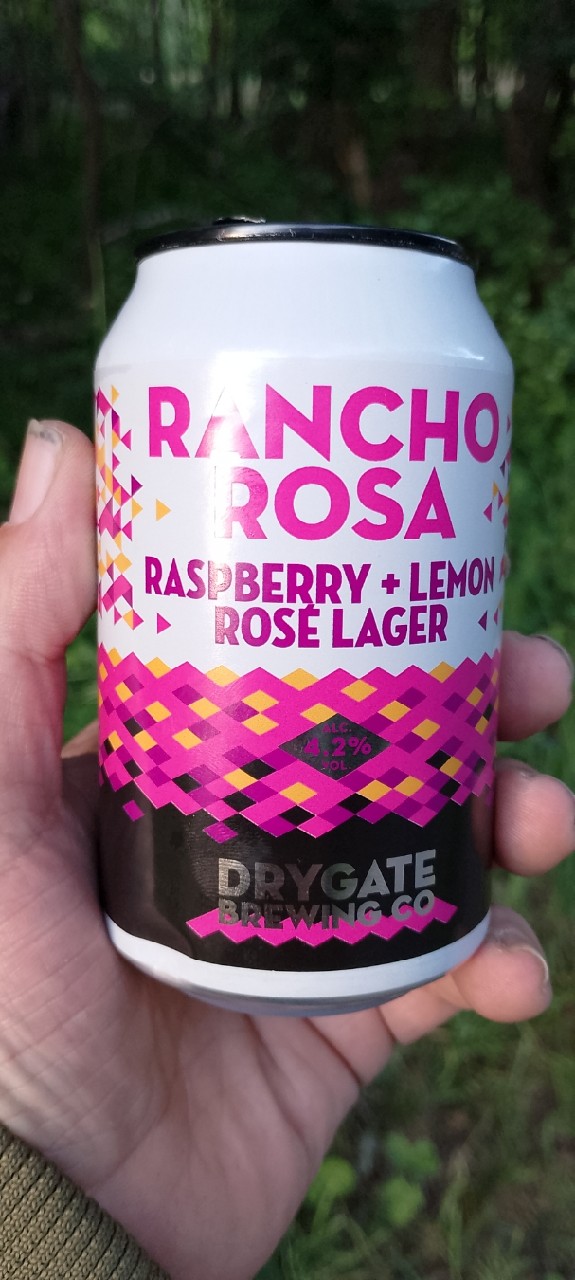 RANCHO
ROSA
RASPBERRY + LEMON
ROSÉ LAGER
ALC.
4.2%
VOL
DRYGATE
BREWING CO